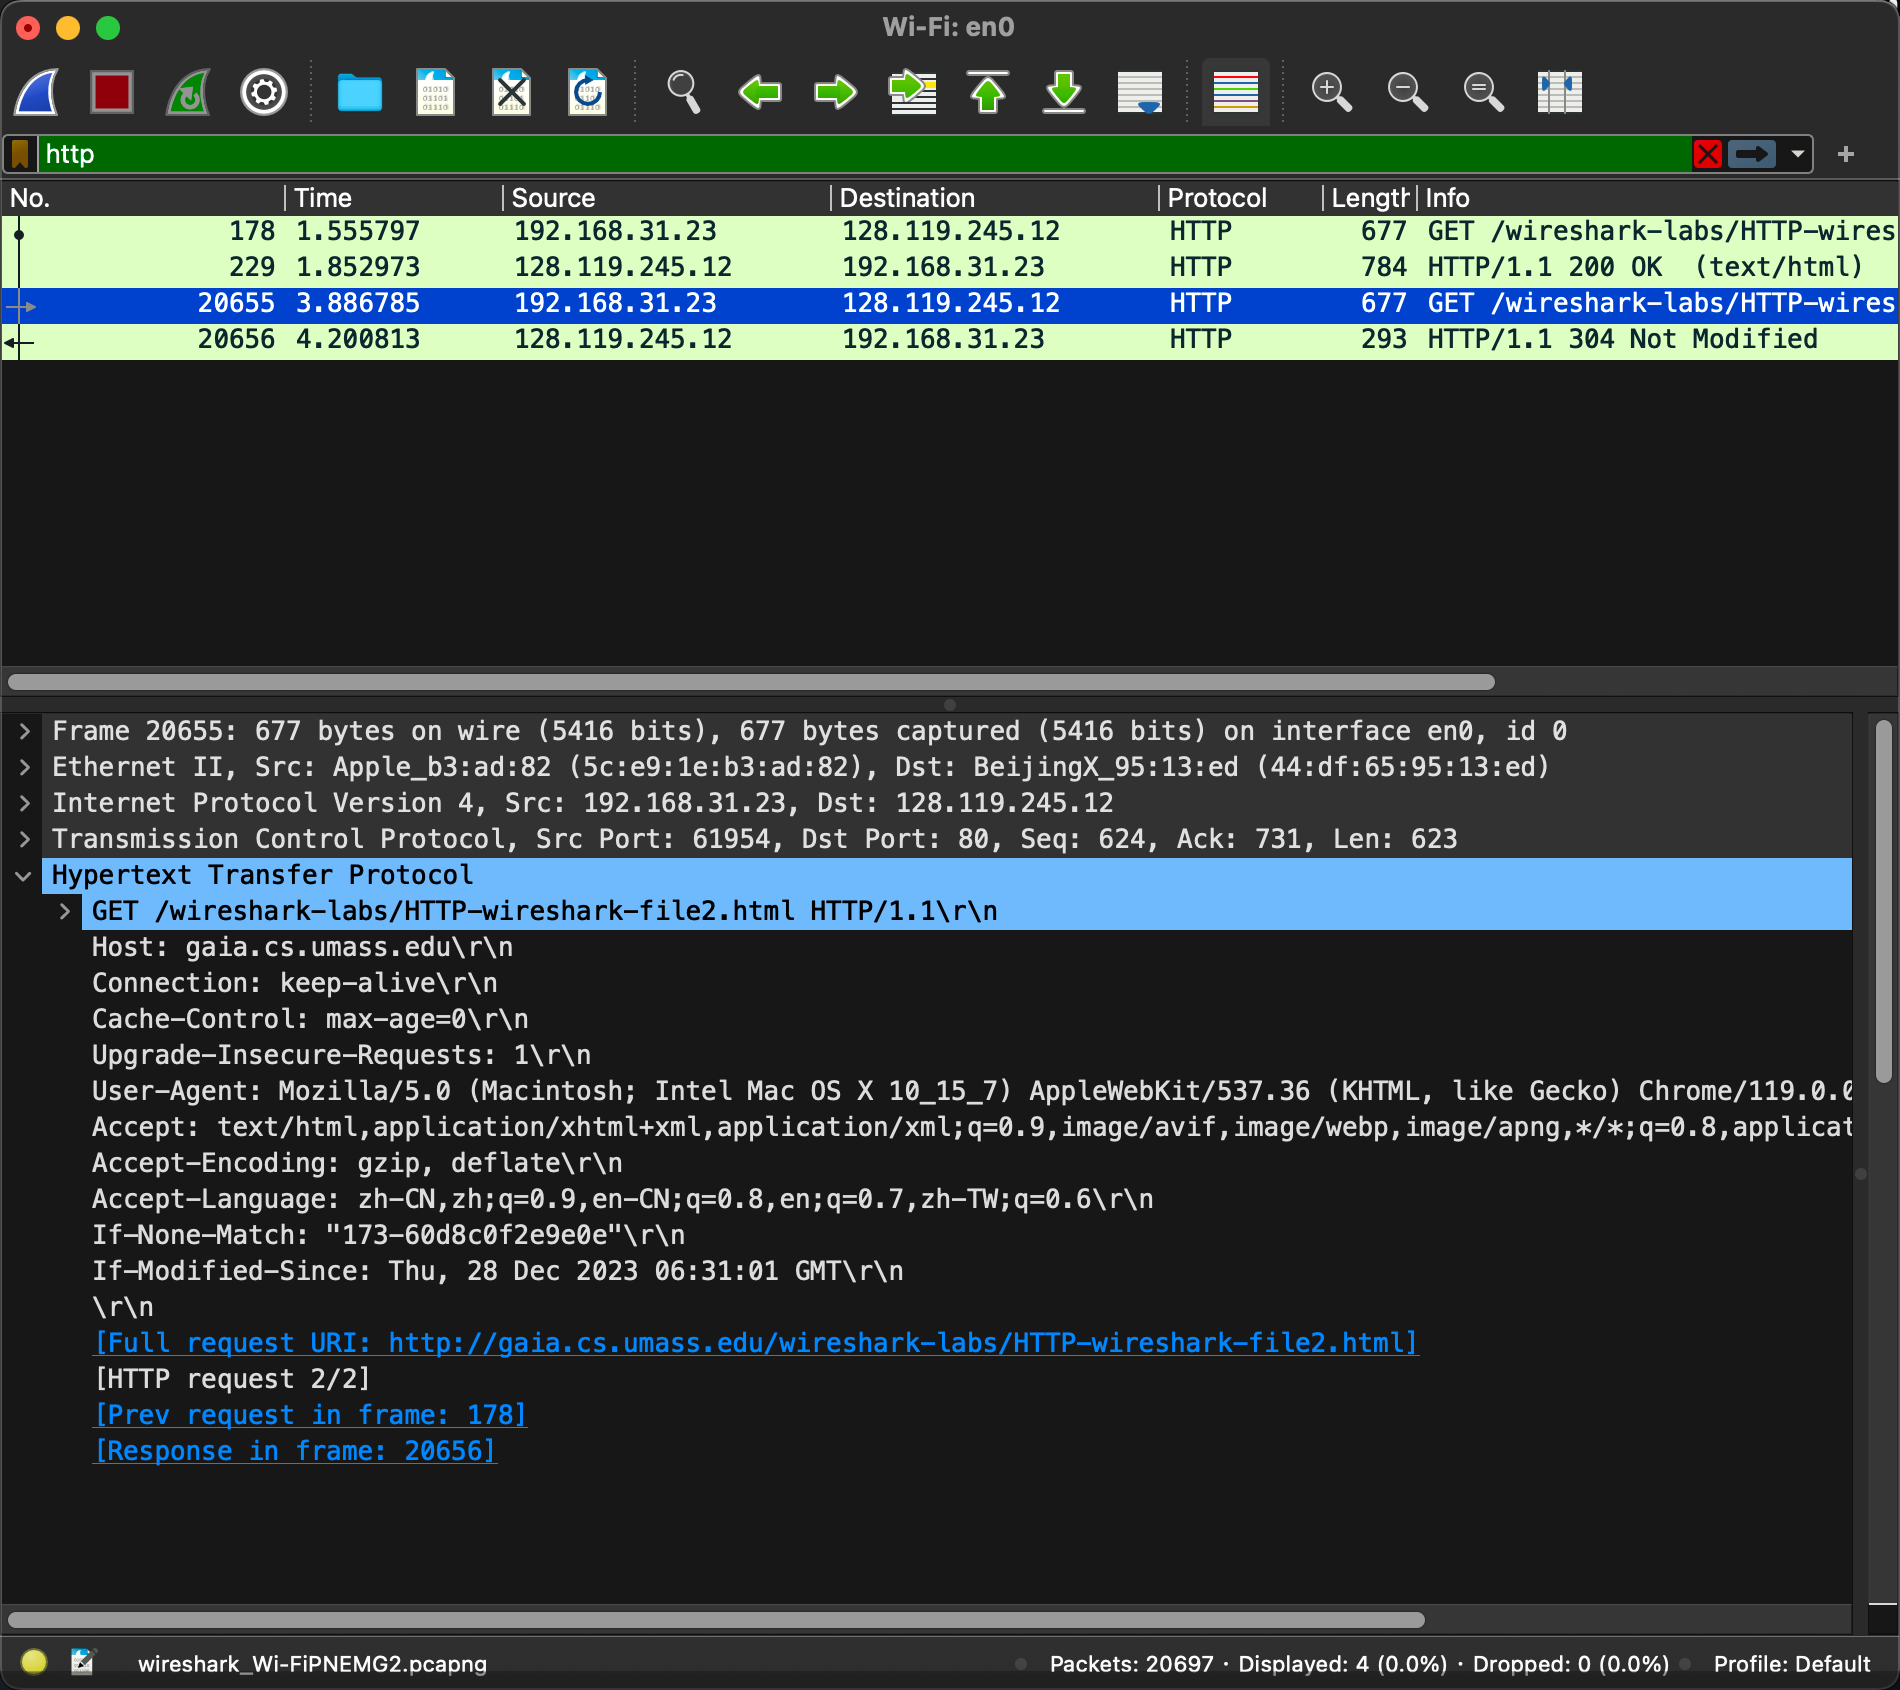 Wi-Fi: en0
http
No. Time Source Destination Protocol Length Info
178 1.555797 192.168.31.23 128.119.245.12 HTTP 677 GET /wireshark-labs/HTTP-wires
229 1.852973 128.119.245.12 192.168.31.23 HTTP 784 HTTP/1.1 200 OK (text/html)
20655 3.886785 192.168.31.23 128.119.245.12 HTTP 677 GET /wireshark-labs/HTTP-wires
20656 4.200813 128.119.245.12 192.168.31.23 HTTP 293 HTTP/1.1 304 Not Modified
Frame 20655: 677 bytes on wire (5416 bits), 677 bytes captured (5416 bits) on interface en0, id 0
Ethernet II, Src: Apple_b3:ad:82 (5c:e9:1e:b3:ad:82), Dst: BeijingX_95:13:ed (44:df:65:95:13:ed)
Internet Protocol Version 4, Src: 192.168.31.23, Dst: 128.119.245.12
Transmission Control Protocol, Src Port: 61954, Dst Port: 80, Seq: 624, Ack: 731, Len: 623
Hypertext Transfer Protocol
GET /wireshark-labs/HTTP-wireshark-file2.html HTTP/1.1\r\n
Host: gaia.cs.umass.edu\r\n
Connection: keep-alive\r\n
Cache-Control: max-age=0\r\n
Upgrade-Insecure-Requests: 1\r\n
User-Agent: Mozilla/5.0 (Macintosh; Intel Mac OS X 10_15_7) AppleWebKit/537.36 (KHTML, like Gecko) Chrome/119.0.0
Accept: text/html,application/xhtml+xml,application/xml;q=0.9,image/avif,image/webp,image/apng,*/*;q=0.8,applicat
Accept-Encoding: gzip, deflate\r\n
Accept-Language: zh-CN,zh;q=0.9,en-CN;q=0.8,en;q=0.7,zh-TW;q=0.6\r\n
If-None-Match: "173-60d8c0f2e9e0e"\r\n
If-Modified-Since: Thu, 28 Dec 2023 06:31:01 GMT\r\n
\r\n
[Full request URI: http://gaia.cs.umass.edu/wireshark-labs/HTTP-wireshark-file2.html]
[HTTP request 2/2]
[Prev request in frame: 178]
[Response in frame: 20656]
wireshark_Wi-FiPNEMG2.pcapng Packets: 20697 · Displayed: 4 (0.0%) · Dropped: 0 (0.0%) Profile: Default